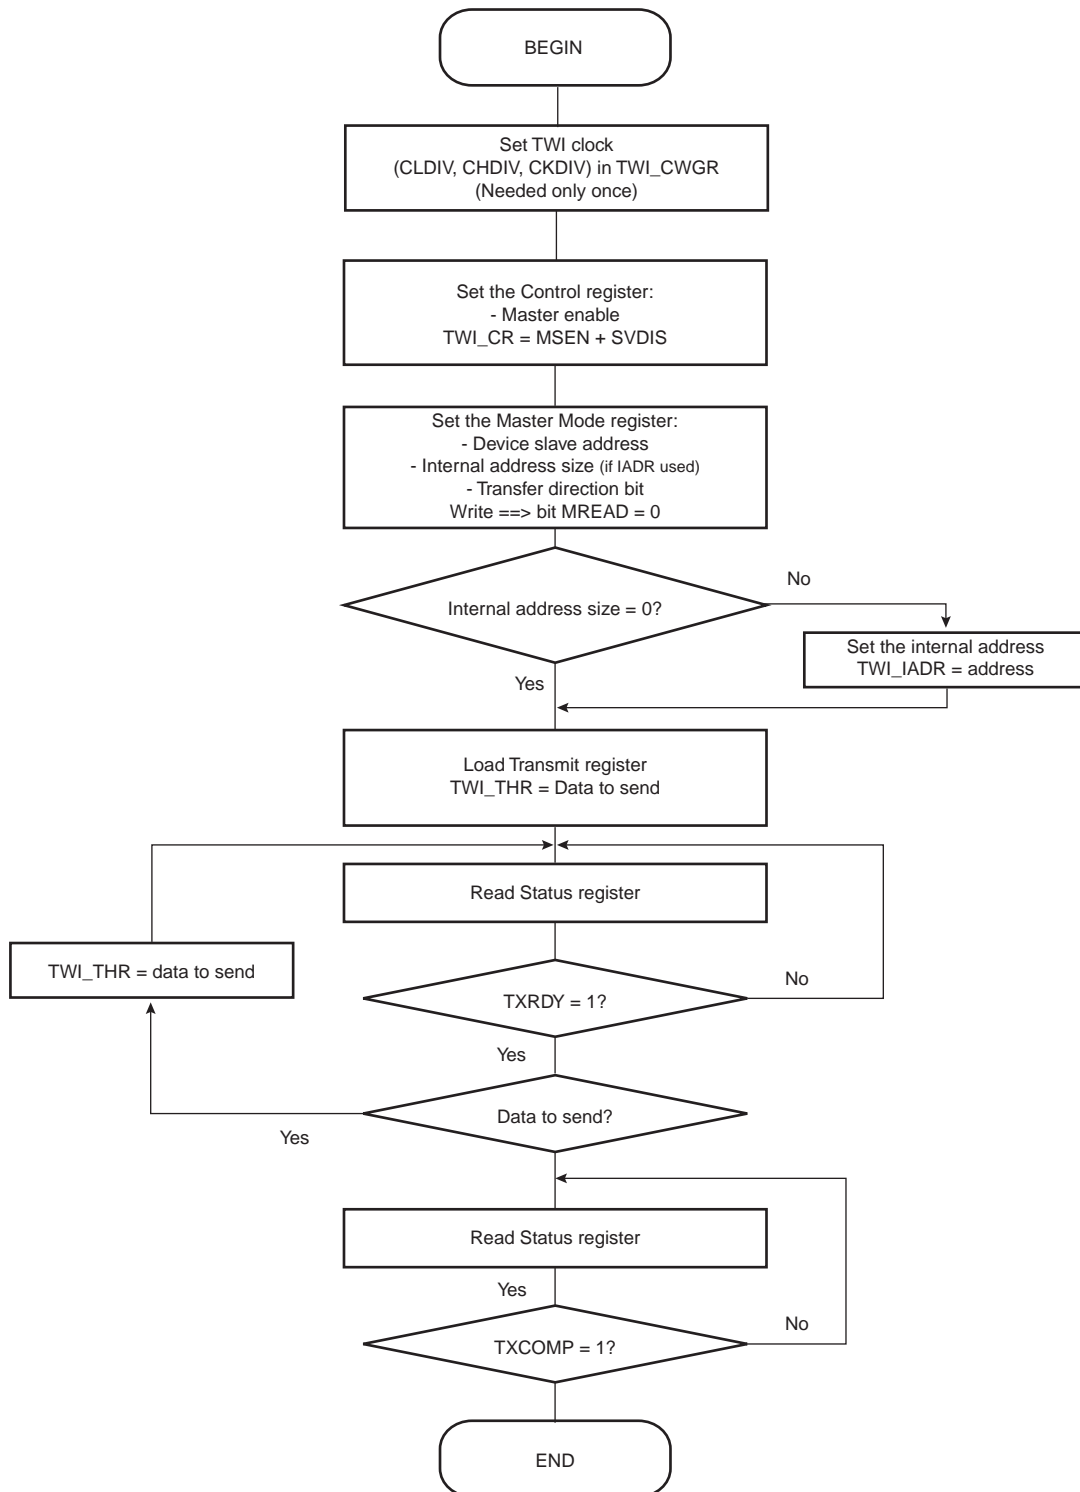 BEGIN
Set TWI clock
(CLDIV, CHDIV, CKDIV) in TWI_CWGR
(Needed only once)
Set the Control register:
- Master enable
TWI_CR = MSEN + SVDIS
Set the Master Mode register:
- Device slave address
- Internal address size (if IADR used)
- Transfer direction bit
Write ==> bit MREAD = 0
No
Internal address size = 0?
Set the internal address
TWI_IADR = address
Yes
Load Transmit register
TWI_THR = Data to send
Read Status register
TWI_THR = data to send
No
TXRDY = 1?
Yes
Data to send?
Yes
Read Status register
Yes
No
TXCOMP = 1?
END